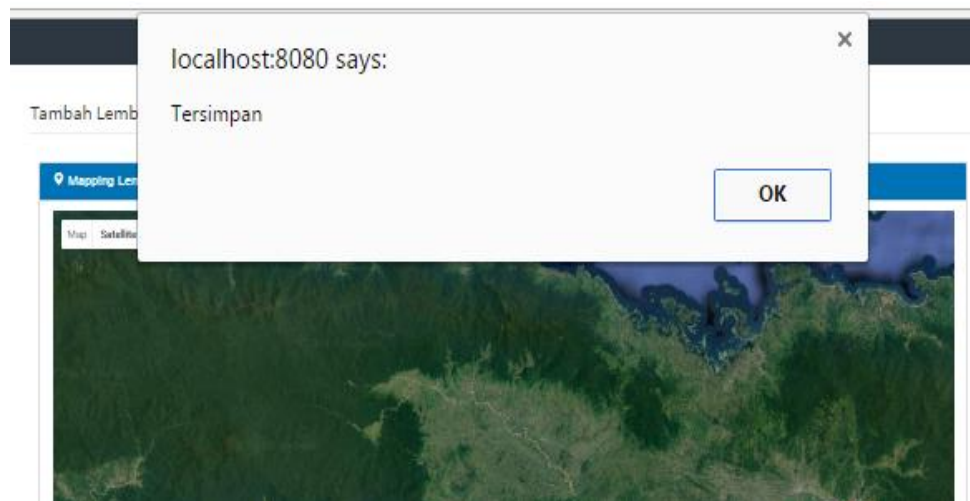 localhost:8080 says:
Tersimpan
OK
Tambah Lemb
Mapping Len
Map Satellite